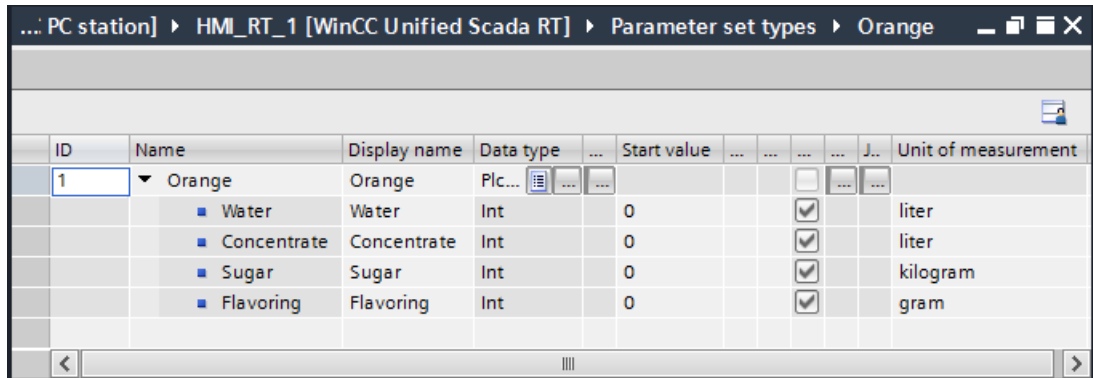 ...: PC station] ▸ HMI_RT_1 [WinCC Unified Scada RT] ▸ Parameter set types ▸ Orange
ID Name Display name Data type ... Start value ... ... ... ... J.. Unit of measurement
1 Orange Orange Plc... ... ... ... ...
Water Water Int 0 liter
Concentrate Concentrate Int 0 liter
Sugar Sugar Int 0 kilogram
Flavoring Flavoring Int 0 gram